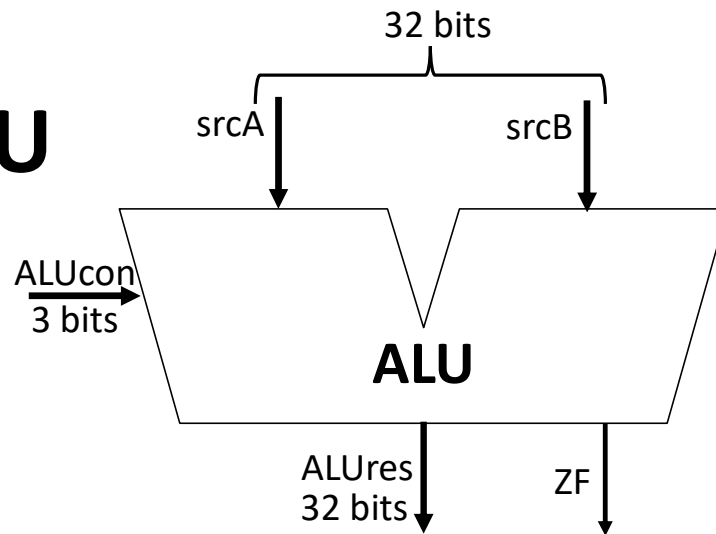 32 bits
srcA
srcB
U
ALUcon
3 bits
ALU
ALUres
32 bits
ZF